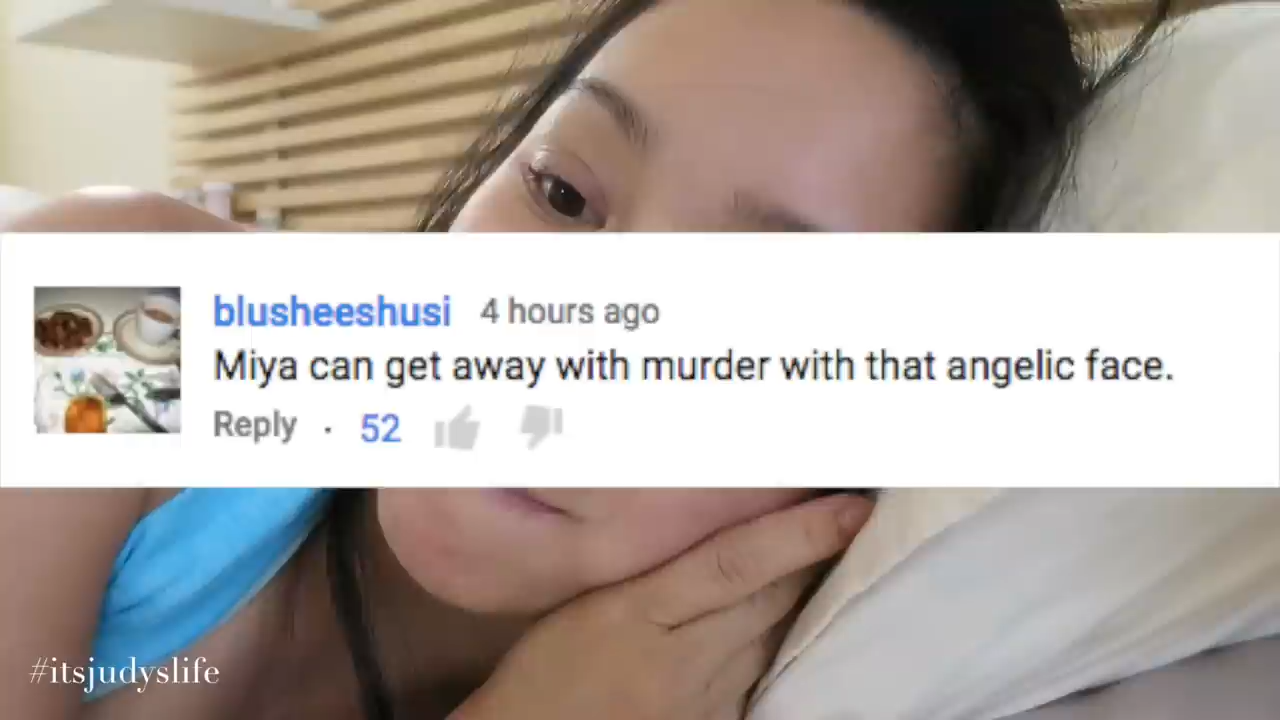 blusheeshusi 4 hours ago
Miya can get away with murder with that angelic face.
Reply · 52
#itsjudyslife